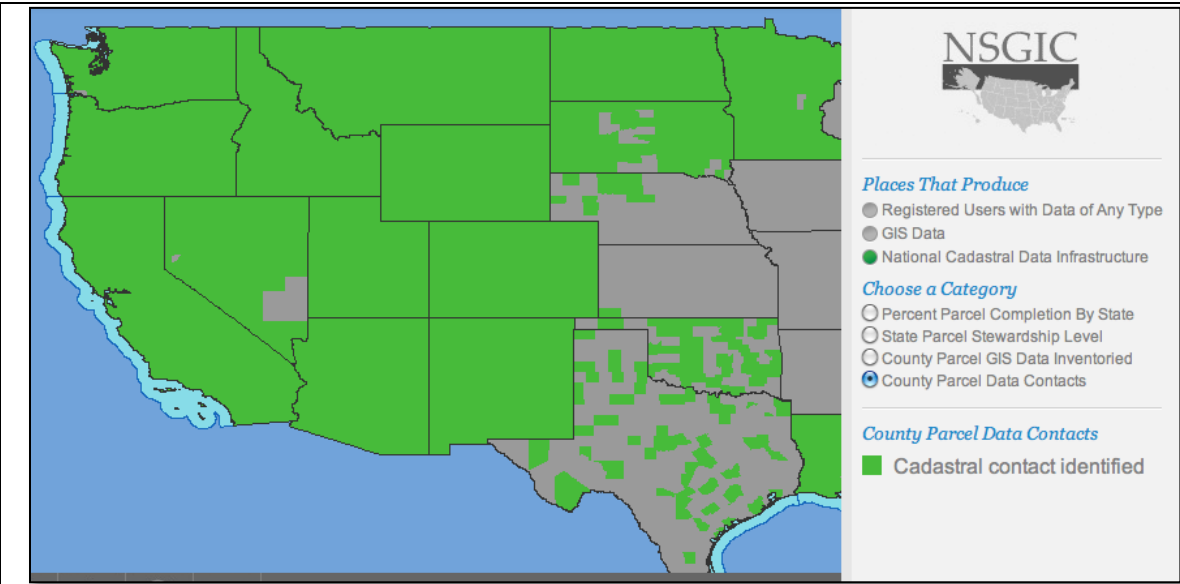 NSGIC
Places That Produce
Registered Users with Data of Any Type
GIS Data
National Cadastral Data Infrastructure
Choose a Category
Percent Parcel Completion By State
State Parcel Stewardship Level
County Parcel GIS Data Inventoried
County Parcel Data Contacts
County Parcel Data Contacts
Cadastral contact identified